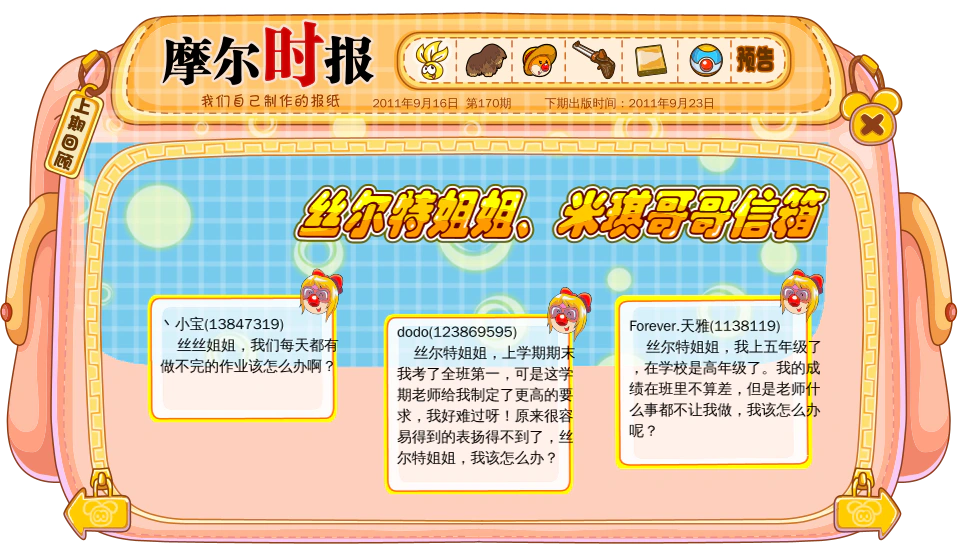 摩尔时报
预告
我们自己制作的报纸
2011年9月16日 第170期
下期出版时间：2011年9月23日
上期回顾
丝尔特姐姐、米琪哥哥信箱
丶小宝(13847319)
丝丝姐姐，我们每天都有
做不完的作业该怎么办啊？
dodo(123869595)
丝尔特姐姐，上学期期末
我考了全班第一，可是这学
期老师给我制定了更高的要
求，我好难过呀！原来很容
易得到的表扬得不到了，丝
尔特姐姐，我该怎么办？
Forever.天雅(1138119)
丝尔特姐姐，我上五年级了
，在学校是高年级了。我的成
绩在班里不算差，但是老师什
么事都不让我做，我该怎么办
呢？